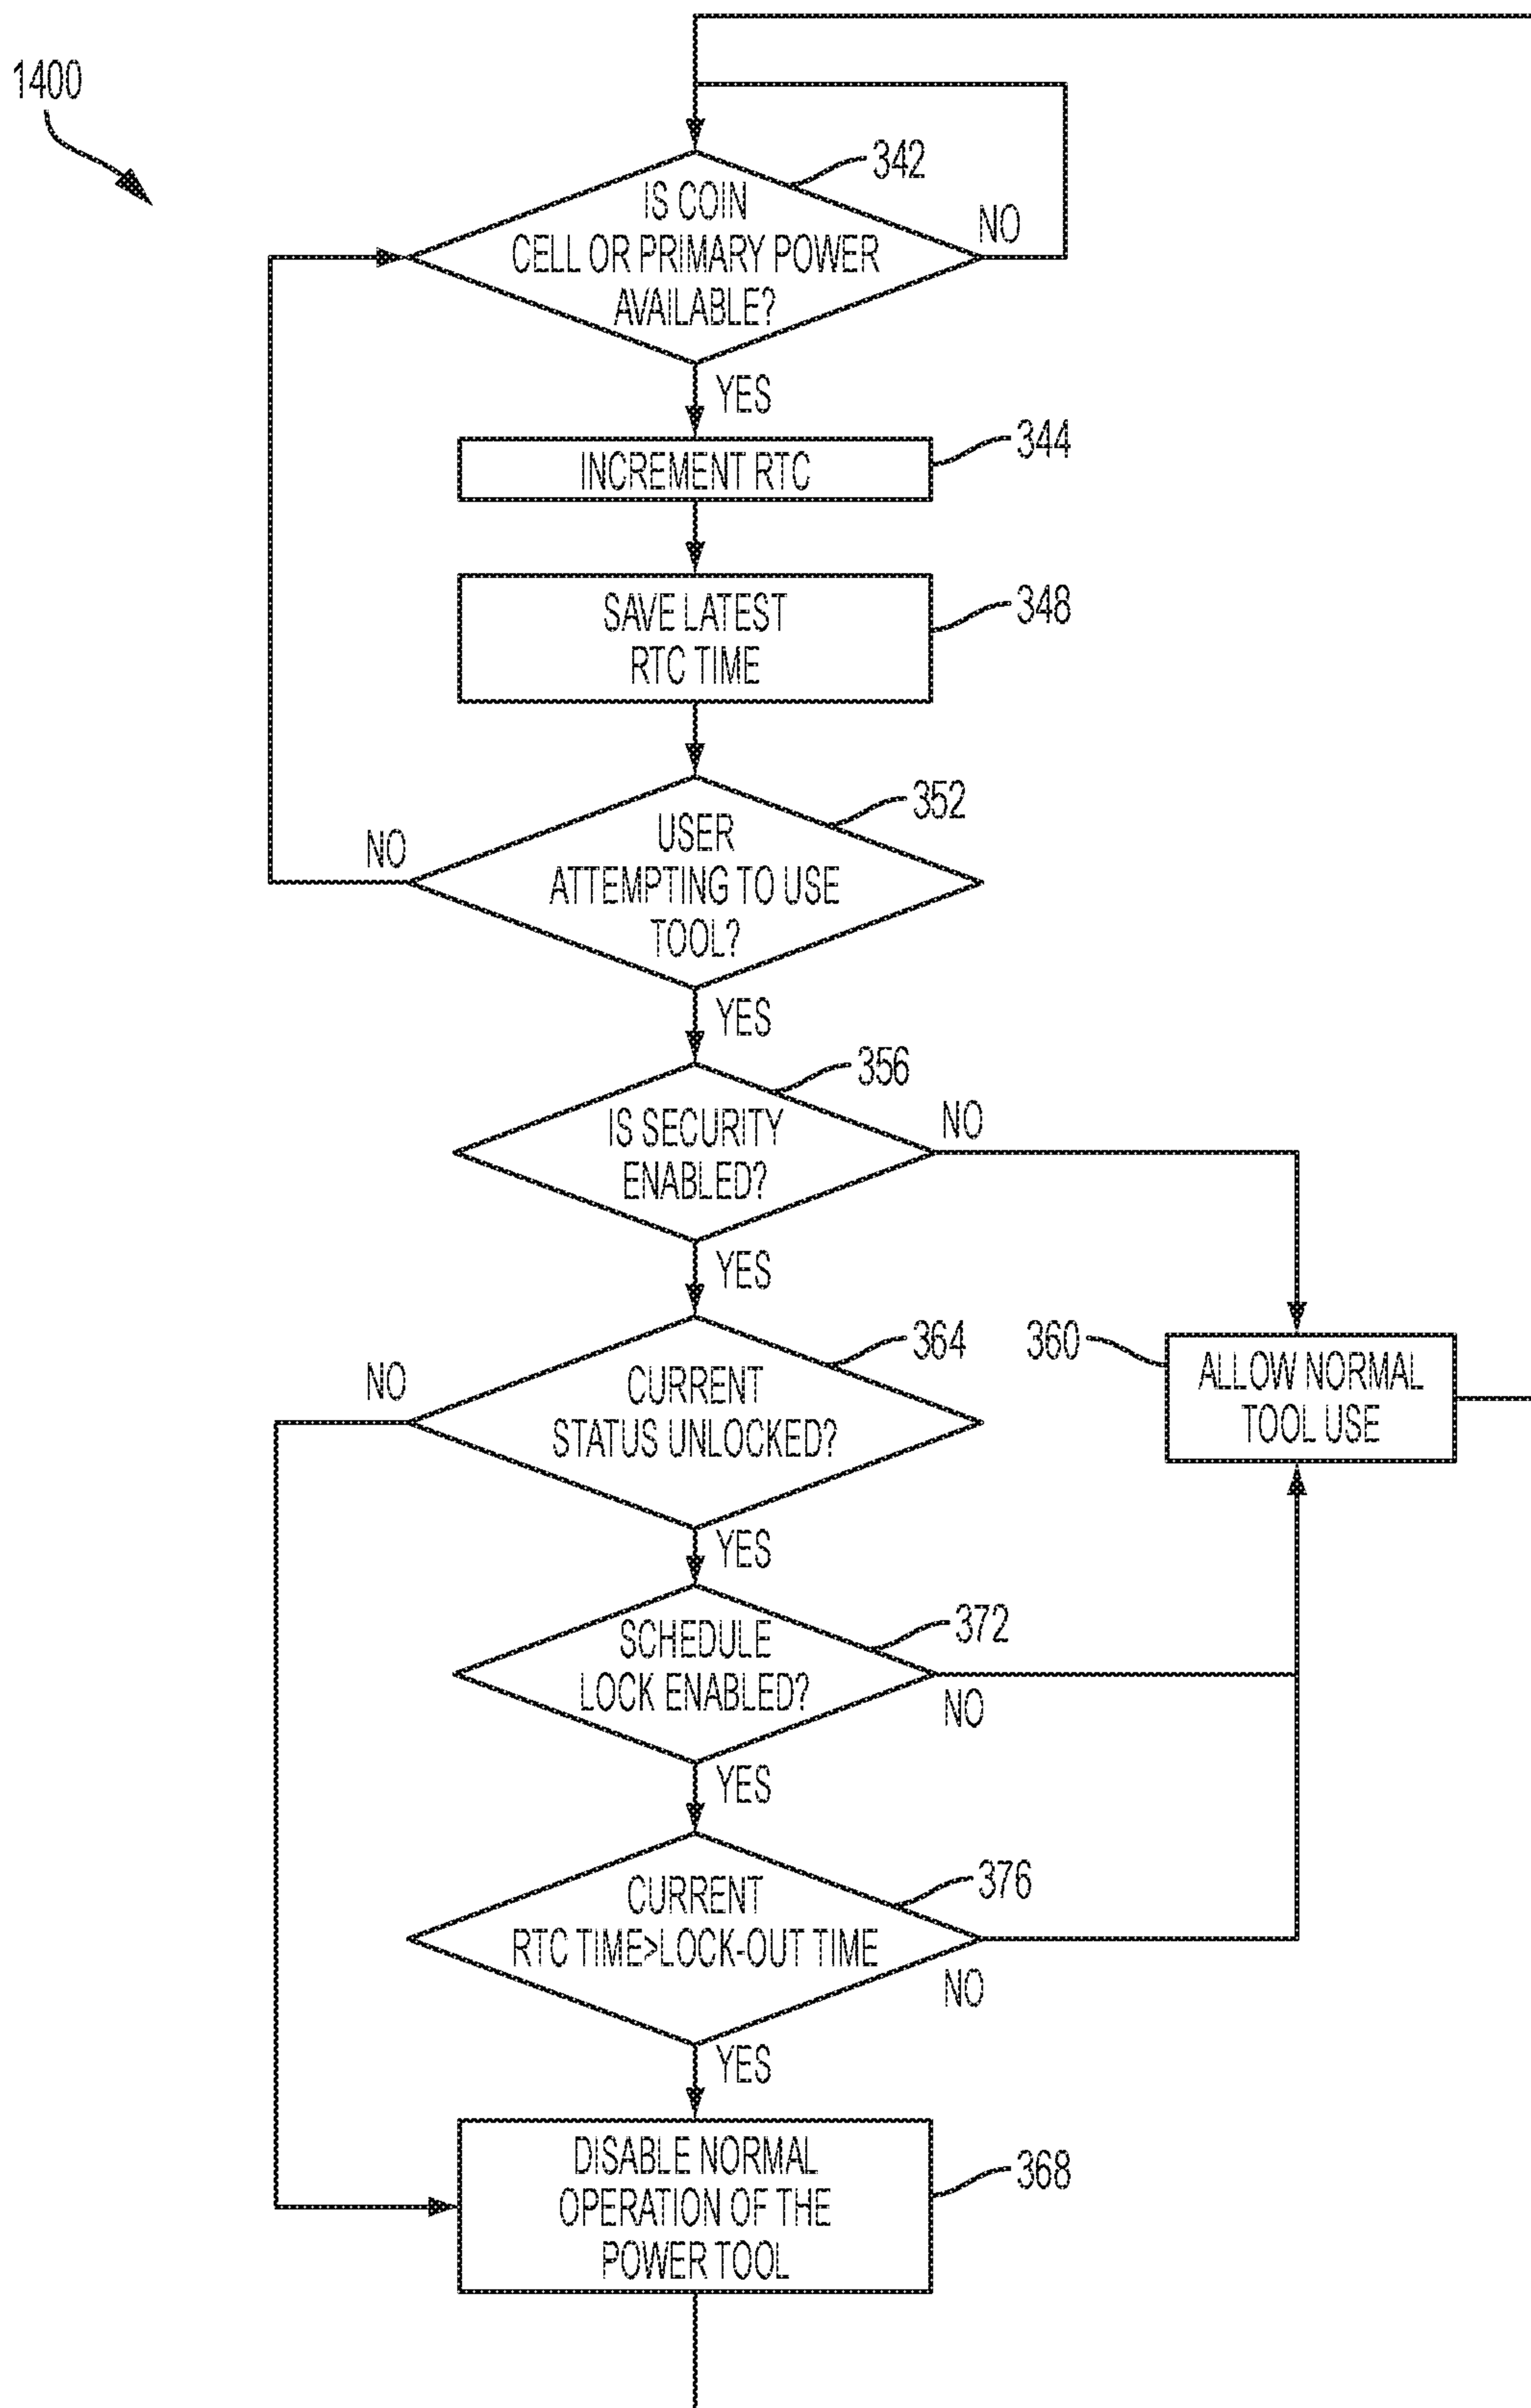 1400
342
IS COIN
CELL OR PRIMARY POWER
AVAILABLE?
NO
YES
344
INCREMENT RTC
348
SAVE LATEST
RTC TIME
352
USER
ATTEMPTING TO USE
TOOL?
NO
YES
356
IS SECURITY
ENABLED?
NO
YES
364
CURRENT
STATUS UNLOCKED?
NO
360
ALLOW NORMAL
TOOL USE
YES
372
SCHEDULE
LOCK ENABLED?
NO
YES
376
CURRENT
RTC TIME>LOCK-OUT TIME
NO
YES
DISABLE NORMAL
OPERATION OF THE
POWER TOOL
368